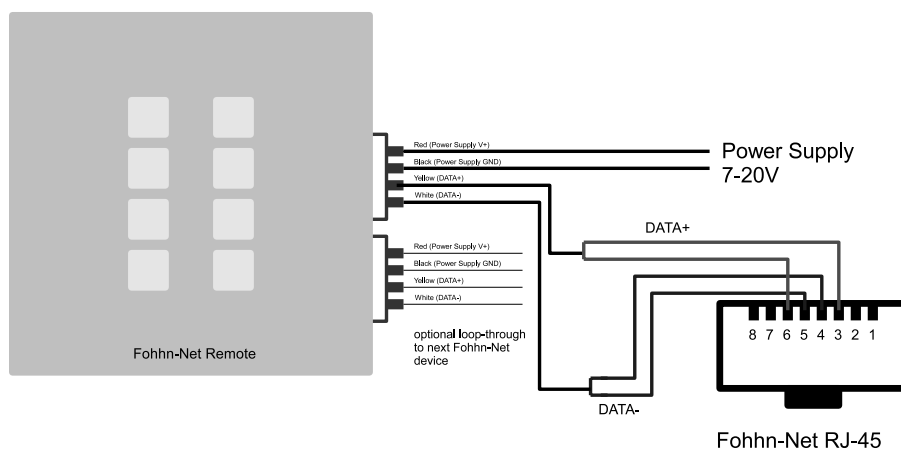 Red (Power Supply V+)
Black (Power Supply GND)
Yellow (DATA+)
White (DATA-)
Power Supply
7-20V
DATA+
Red (Power Supply V+)
Black (Power Supply GND)
Yellow (DATA+)
White (DATA-)
optional loop-through
to next Fohhn-Net
device
8 7 6 5 4 3 2 1
Fohhn-Net Remote
DATA-
Fohhn-Net RJ-45